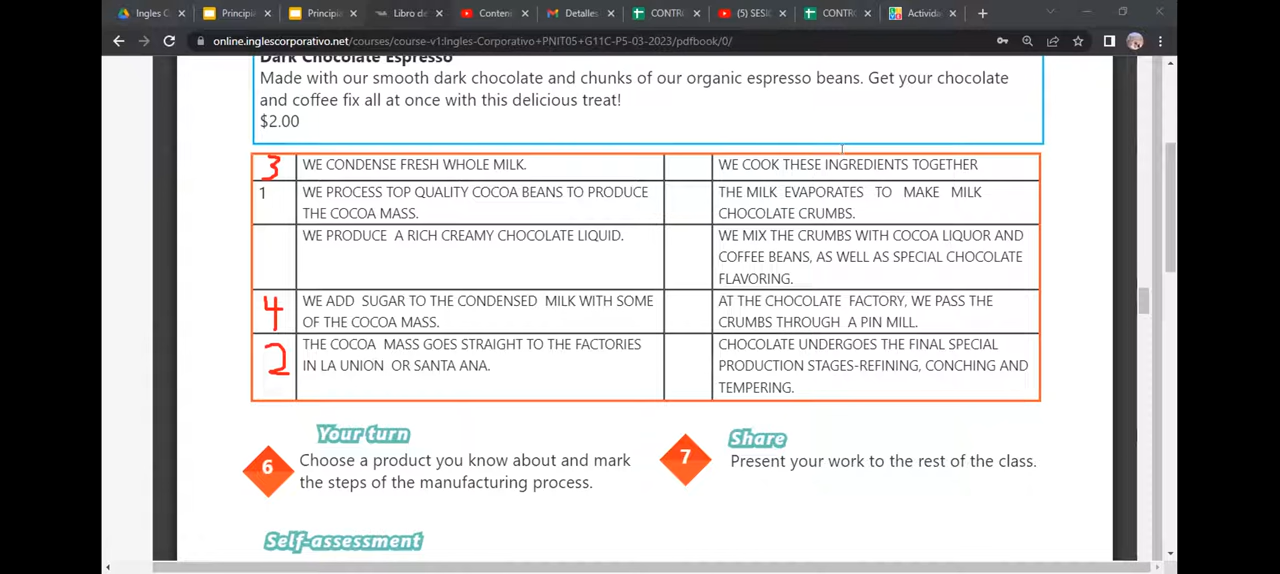 Ingles C
Principia
Principia
Libro de
Conteni
Detalles
CONTR
(5) SESIC
CONTR
Activida
online.inglescorporativo.net/courses/course-v1:Ingles-Corporativo+PNIT05+G11C-P5-03-2023/pdfbook/0/
Dark Chocolate Espresso
Made with our smooth dark chocolate and chunks of our organic espresso beans. Get your chocolate
and coffee fix all at once with this delicious treat!
$2.00
3 WE CONDENSE FRESH WHOLE MILK.
WE COOK THESE INGREDIENTS TOGETHER
1 WE PROCESS TOP QUALITY COCOA BEANS TO PRODUCE
THE COCOA MASS.
THE MILK EVAPORATES TO MAKE MILK
CHOCOLATE CRUMBS.
WE PRODUCE A RICH CREAMY CHOCOLATE LIQUID.
WE MIX THE CRUMBS WITH COCOA LIQUOR AND
COFFEE BEANS, AS WELL AS SPECIAL CHOCOLATE
FLAVORING.
4 WE ADD SUGAR TO THE CONDENSED MILK WITH SOME
OF THE COCOA MASS.
AT THE CHOCOLATE FACTORY, WE PASS THE
CRUMBS THROUGH A PIN MILL.
2 THE COCOA MASS GOES STRAIGHT TO THE FACTORIES
IN LA UNION OR SANTA ANA.
CHOCOLATE UNDERGOES THE FINAL SPECIAL
PRODUCTION STAGES-REFINING, CONCHING AND
TEMPERING.
Your turn
6 Choose a product you know about and mark
the steps of the manufacturing process.
Share
7 Present your work to the rest of the class.
Self-assessment